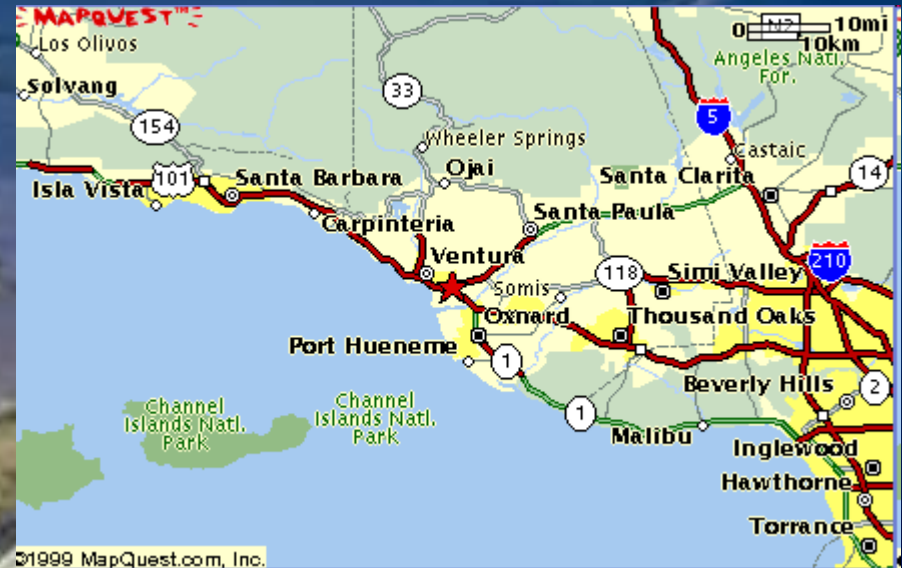 MAPQUEST™
N2
0 10mi
10km
Los Olivos
Angeles Natl.
For.
Solvang
33
5
154
Wheeler Springs
Castaic
101
Ojai
Santa Clarita
14
Isla Vista
Santa Barbara
Carpinteria
Santa Paula
Ventura
118
Simi Valley
210
Somis
Oxnard
Thousand Oaks
Port Hueneme
1
Beverly Hills
2
Channel
Islands Natl.
Park
Channel
Islands Natl.
Park
1
Malibu
Inglewood
Hawthorne
Torrance
©1999 MapQuest.com, Inc.